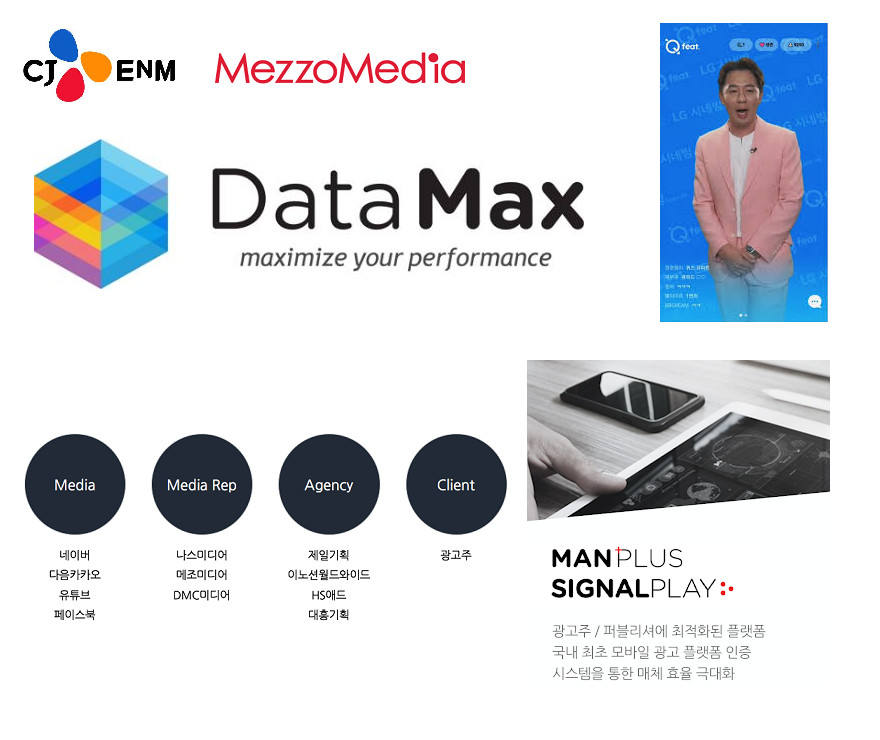 CJ ENM
MezzoMedia
DataMax
maximize your performance
Qfeat.
LG 시네빔
Qfeat.
Media
네이버
다음카카오
유튜브
페이스북
Media Rep
나스미디어
메조미디어
DMC미디어
Agency
제일기획
이노션월드와이드
HS애드
대홍기획
Client
광고주
MANPLUS
SIGNALPLAY
광고주 / 퍼블리셔에 최적화된 플랫폼
국내 최초 모바일 광고 플랫폼 인증
시스템을 통한 매체 효율 극대화